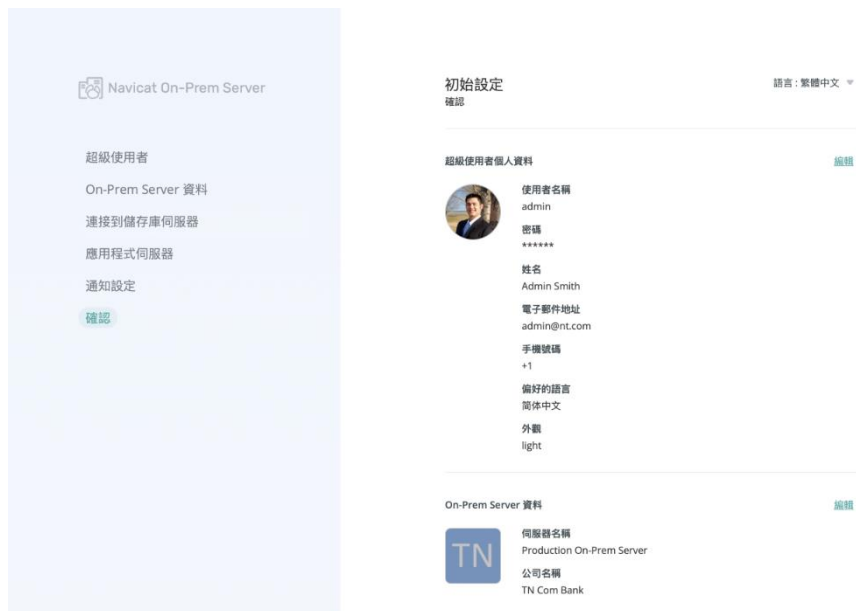 Navicat On-Prem Server
超級使用者
On-Prem Server 資料
連接到儲存庫伺服器
應用程式伺服器
通知設定
確認
初始設定
語言 : 繁體中文
確認
超級使用者個人資料
編輯
使用者名稱
admin
密碼
******
姓名
Admin Smith
電子郵件地址
admin@nt.com
手機號碼
+1
偏好的語言
简体中文
外觀
light
On-Prem Server 資料
編輯
TN
伺服器名稱
Production On-Prem Server
公司名稱
TN Com Bank